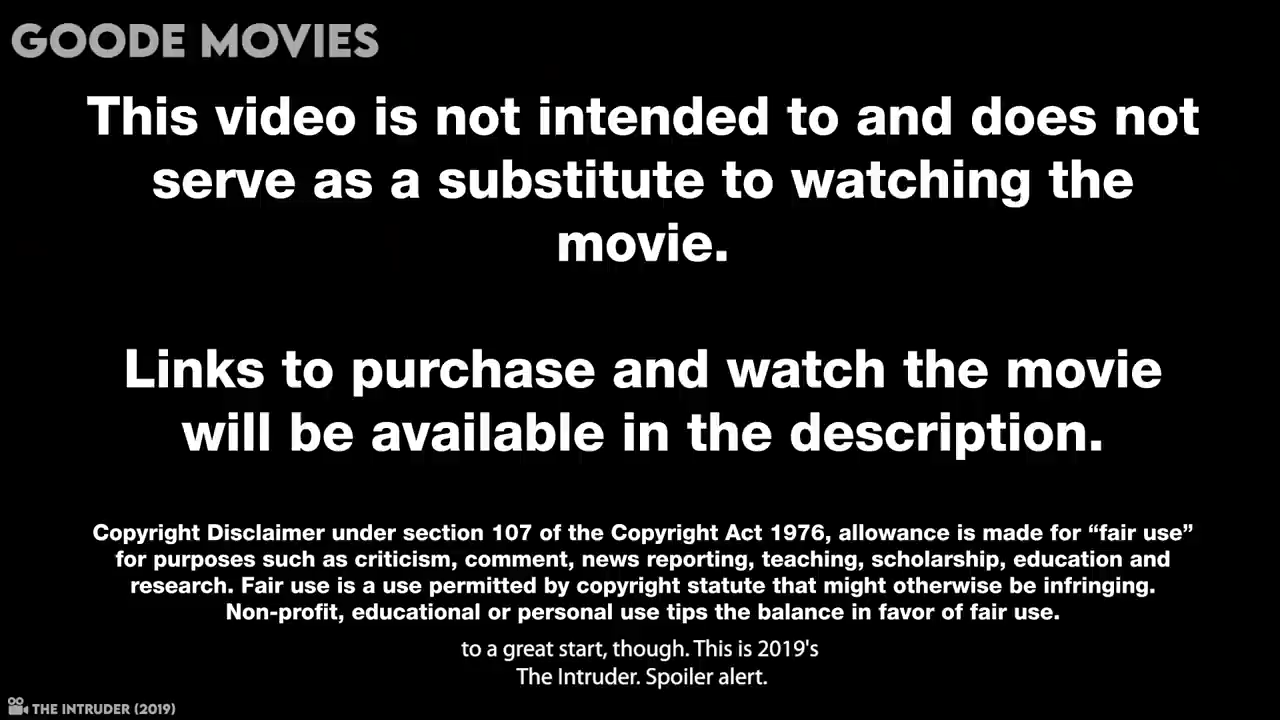 GOODE MOVIES
This video is not intended to and does not
serve as a substitute to watching the
movie.
Links to purchase and watch the movie
will be available in the description.
Copyright Disclaimer under section 107 of the Copyright Act 1976, allowance is made for “fair use”
for purposes such as criticism, comment, news reporting, teaching, scholarship, education and
research. Fair use is a use permitted by copyright statute that might otherwise be infringing.
Non-profit, educational or personal use tips the balance in favor of fair use.
to a great start, though. This is 2019's
The Intruder. Spoiler alert.
THE INTRUDER (2019)